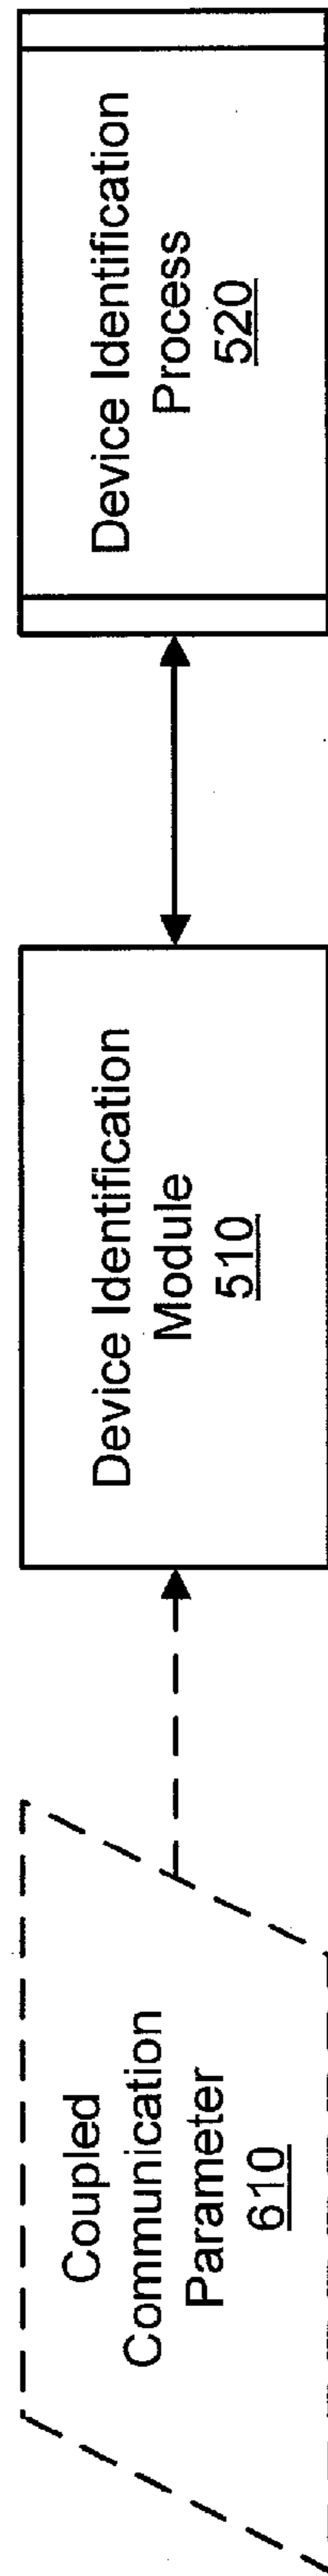 Coupled
Communication
Parameter
610
Device Identification
Module
510
Device Identification
Process
520